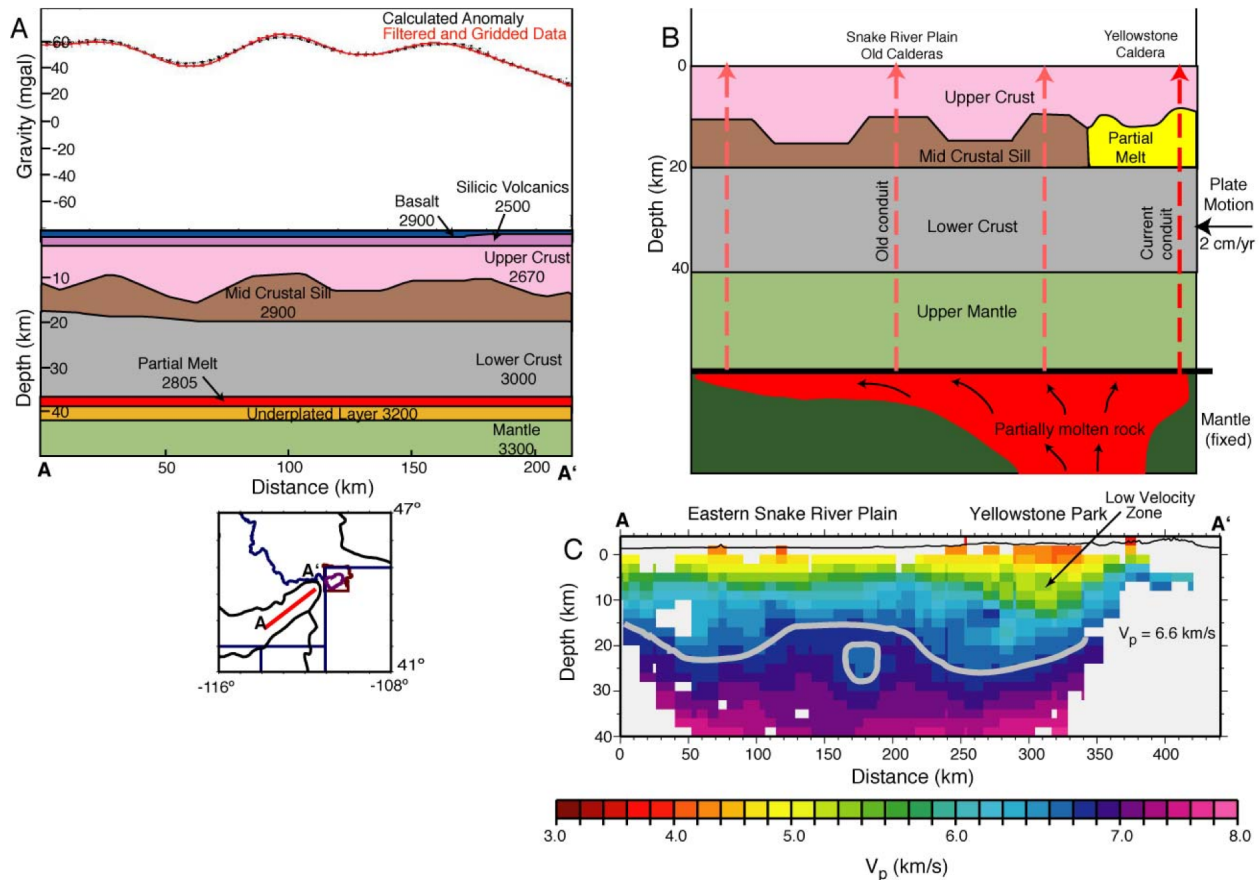 A
Calculated Anomaly
Filtered and Gridded Data
Gravity (mgal)
60
40
20
0
-20
-40
-60
Silicic Volcanics
2500
Basalt
2900
Upper Crust
2670
Mid Crustal Sill
2900
Lower Crust
3000
Partial Melt
2805
Underplated Layer 3200
Mantle
3300
Depth (km)
10
20
30
40
50
100
150
200
A
A'
Distance (km)
B
Snake River Plain
Old Calderas
Yellowstone
Caldera
Depth (km)
0
20
40
Upper Crust
Mid Crustal Sill
Partial
Melt
Old conduit
Lower Crust
Current
conduit
Plate
Motion
2 cm/yr
Upper Mantle
Partially molten rock
Mantle
(fixed)
47°
41°
-116°
-108°
A'
A
A
Eastern Snake River Plain
Yellowstone Park
Low Velocity
Zone
A'
C
Depth (km)
0
10
20
30
40
Vp = 6.6 km/s
0
50
100
150
200
250
300
350
400
Distance (km)
3.0
4.0
5.0
6.0
7.0
8.0
Vp (km/s)